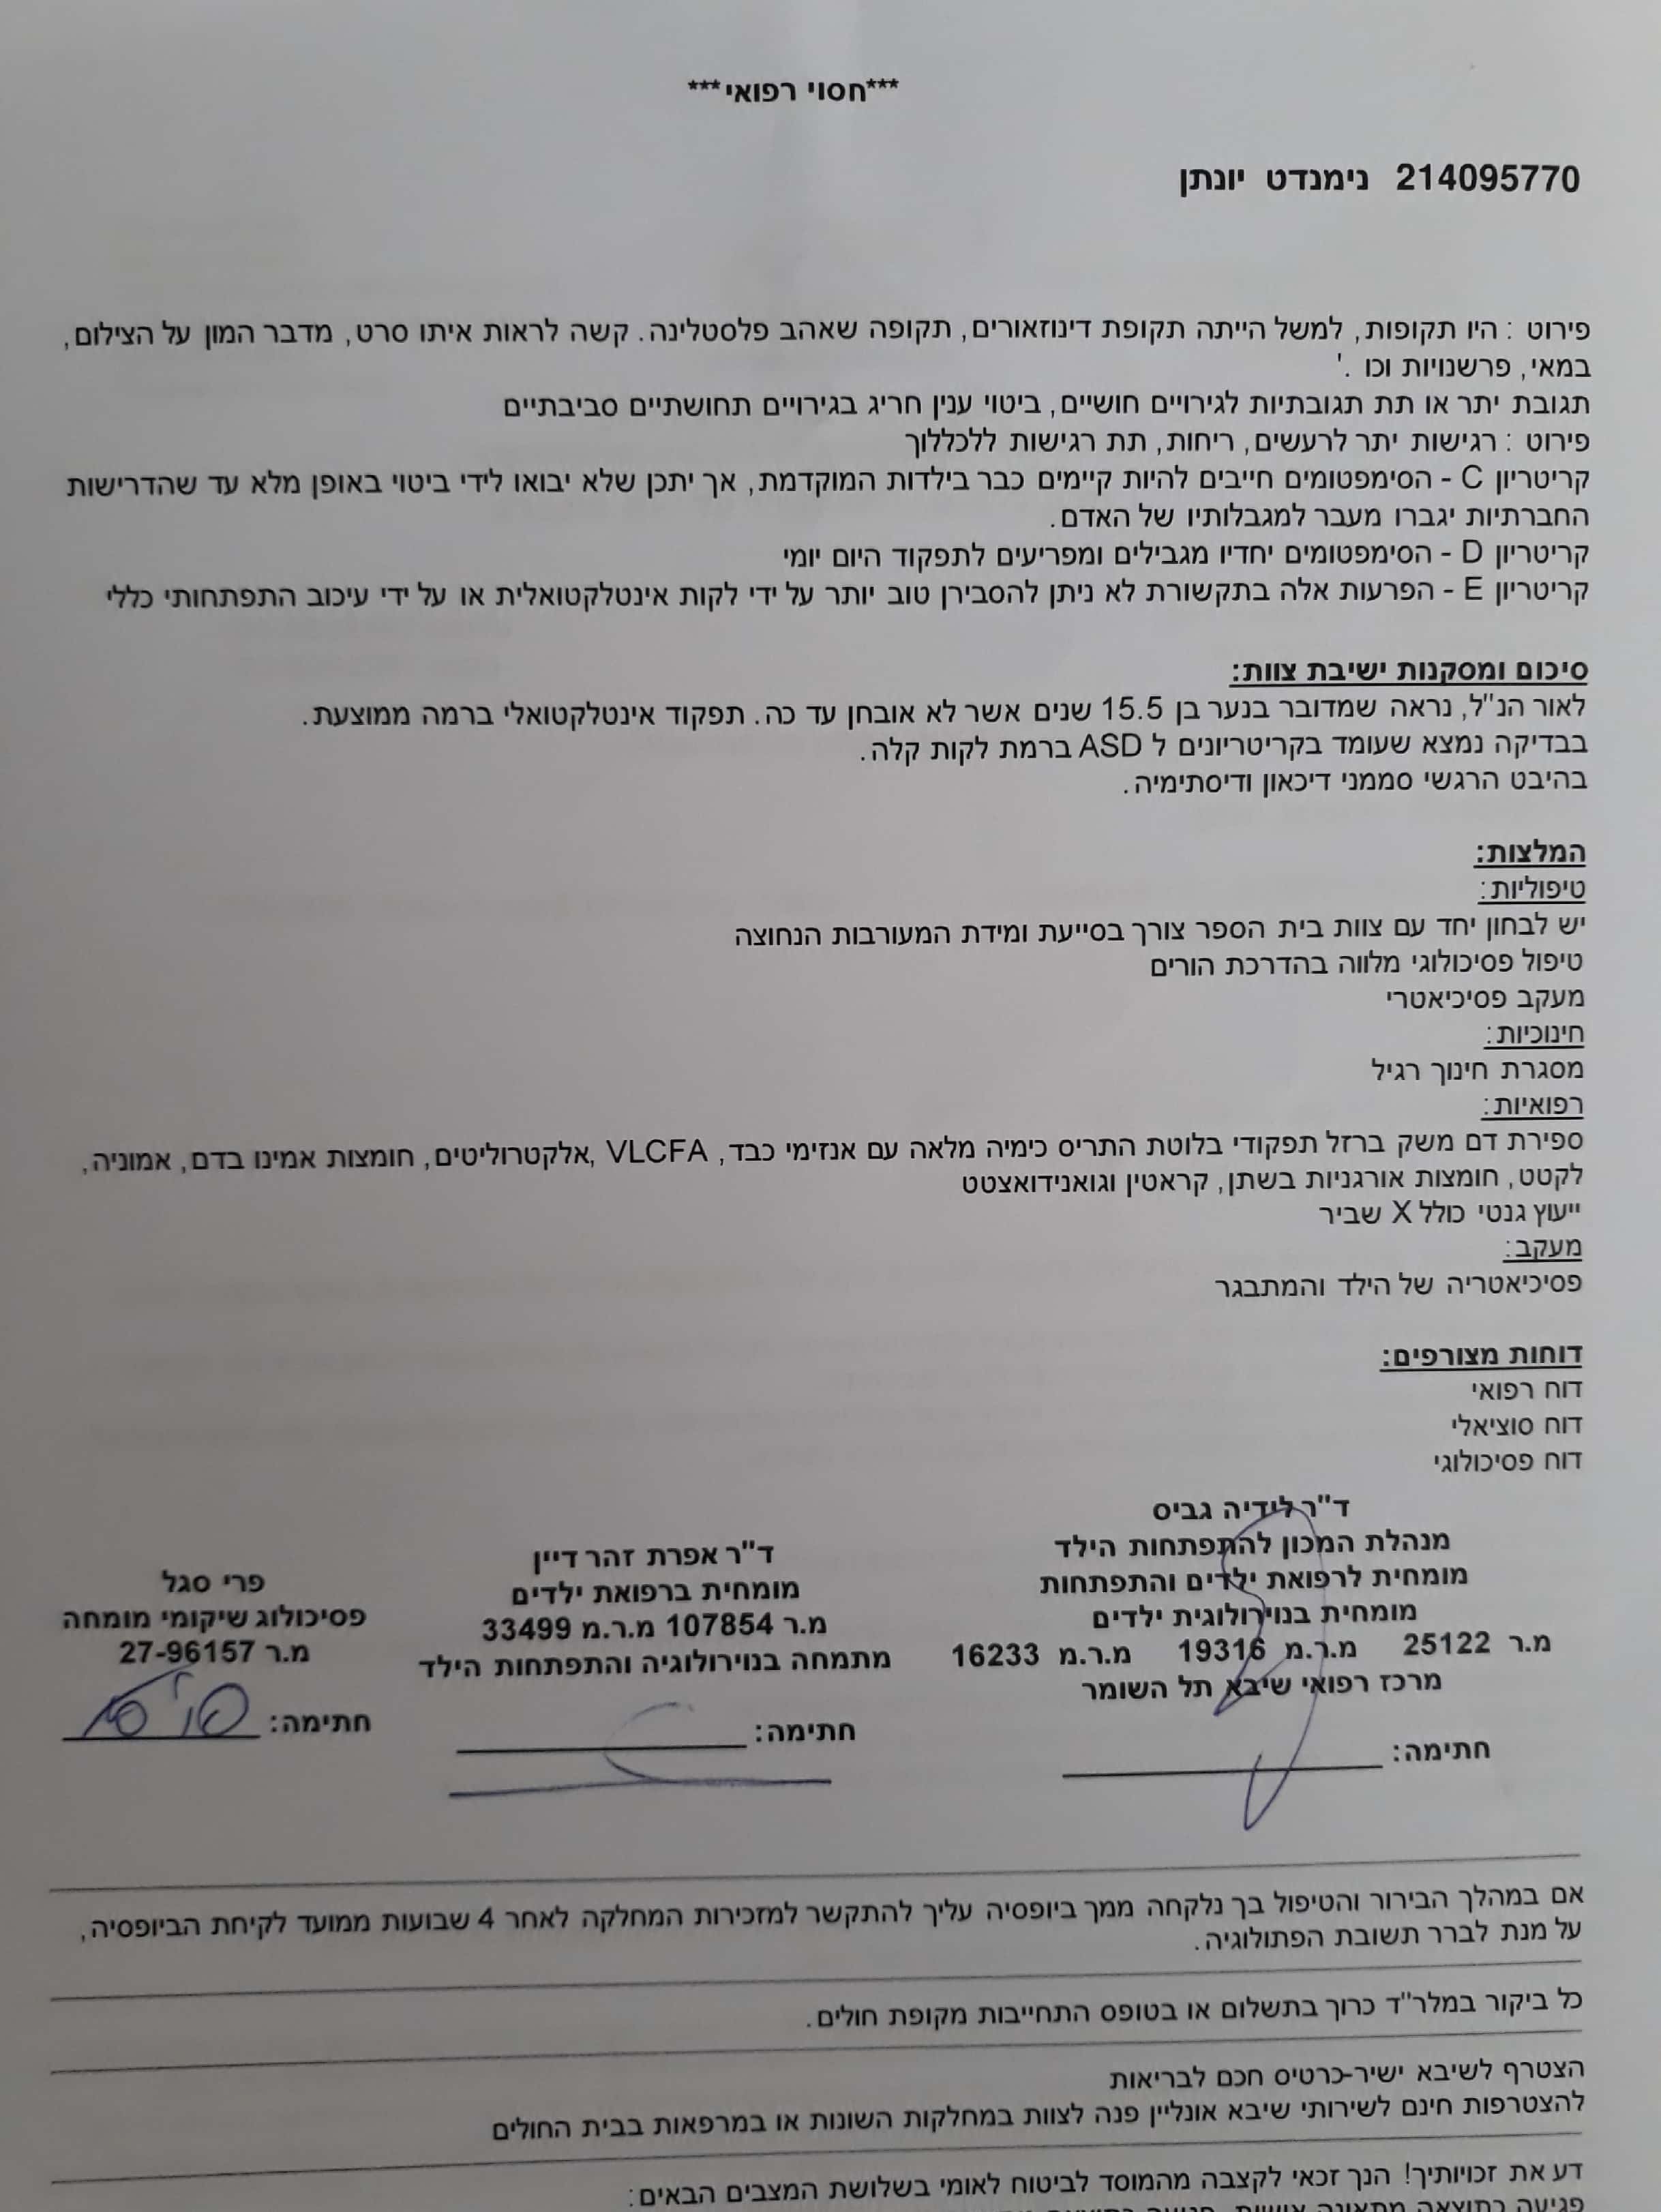 ***חסוי רפואי***
214095770 נימנדט יונתן
פירוט : היו תקופות, למשל הייתה תקופת דינוזאורים, תקופה שאהב פלסטלינה. קשה לראות איתו סרט, מדבר המון על הצילום,
במאי, פרשנויות וכו .'
תגובת יתר או תת תגובתיות לגירויים חושיים, ביטוי ענין חריג בגירויים תחושתיים סביבתיים
פירוט : רגישות יתר לרעשים, ריחות, תת רגישות ללכלוך
קריטריון C - הסימפטומים חייבים להיות קיימים כבר בילדות המוקדמת, אך יתכן שלא יבואו לידי ביטוי באופן מלא עד שהדרישות
החברתיות יגברו מעבר למגבלותיו של האדם.
קריטריון D - הסימפטומים יחדיו מגבילים ומפריעים לתפקוד היום יומי
קריטריון E - הפרעות אלה בתקשורת לא ניתן להסבירן טוב יותר על ידי לקות אינטלקטואלית או על ידי עיכוב התפתחותי כללי
סיכום ומסקנות ישיבת צוות:
לאור הנ"ל, נראה שמדובר בנער בן 15.5 שנים אשר לא אובחן עד כה. תפקוד אינטלקטואלי ברמה ממוצעת.
בבדיקה נמצא שעומד בקריטריונים ל ASD ברמת לקות קלה.
בהיבט הרגשי סממני דיכאון ודיסתימיה.
המלצות:
טיפוליות:
יש לבחון יחד עם צוות בית הספר צורך בסייעת ומידת המעורבות הנחוצה
טיפול פסיכולוגי מלווה בהדרכת הורים
מעקב פסיכיאטרי
חינוכיות:
מסגרת חינוך רגיל
רפואיות:
ספירת דם משק ברזל תפקודי בלוטת התריס כימיה מלאה עם אנזימי כבד, VLCFA ,אלקטרוליטים, חומצות אמינו בדם, אמוניה,
לקטט, חומצות אורגניות בשתן, קראטין וגואנידואצטט
ייעוץ גנטי כולל X שביר
מעקב:
פסיכיאטריה של הילד והמתבגר
דוחות מצורפים:
דוח רפואי
דוח סוציאלי
דוח פסיכולוגי
ד"ר לידיה גביס
מנהלת המכון להתפתחות הילד
מומחית לרפואת ילדים והתפתחות
מומחית בנוירולוגית ילדים
מ.ר 25122 מ.ר.מ 19316 מ.ר.מ 16233
מרכז רפואי שיבא תל השומר
חתימה:
ד"ר אפרת זהר דיין
מומחית ברפואת ילדים
מ.ר 107854 מ.ר.מ 33499
מתמחה בנוירולוגיה והתפתחות הילד
חתימה:
פרי סגל
פסיכולוג שיקומי מומחה
מ.ר 27-96157
חתימה:
אם במהלך הבירור והטיפול בך נלקחה ממך ביופסיה עליך להתקשר למזכירות המחלקה לאחר 4 שבועות ממועד לקיחת הביופסיה,
על מנת לברר תשובת הפתולוגיה.
כל ביקור במלר"ד כרוך בתשלום או בטופס התחייבות מקופת חולים.
הצטרף לשיבא ישיר-כרטיס חכם לבריאות
להצטרפות חינם לשירותי שיבא אונליין פנה לצוות במחלקות השונות או במרפאות בבית החולים
דע את זכויותיך! הנך זכאי לקצבה מהמוסד לביטוח לאומי בשלושת המצבים הבאים: